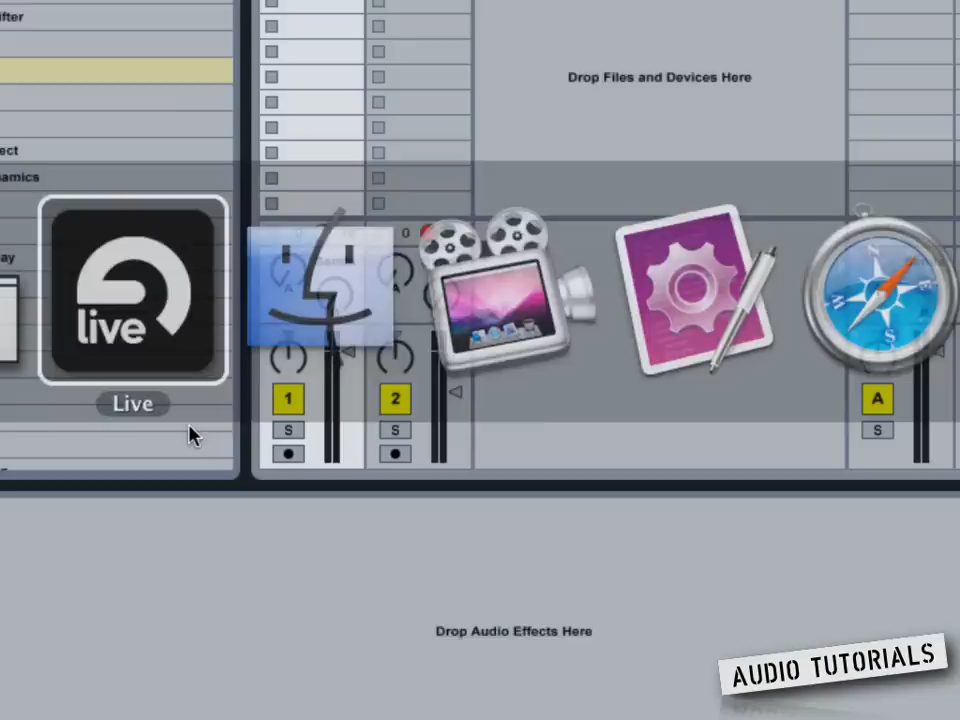 ifter
Drop Files and Devices Here
ect
namics
ay
0
live
Live
1
2
A
S
S
S
Drop Audio Effects Here
AUDIO TUTORIALS